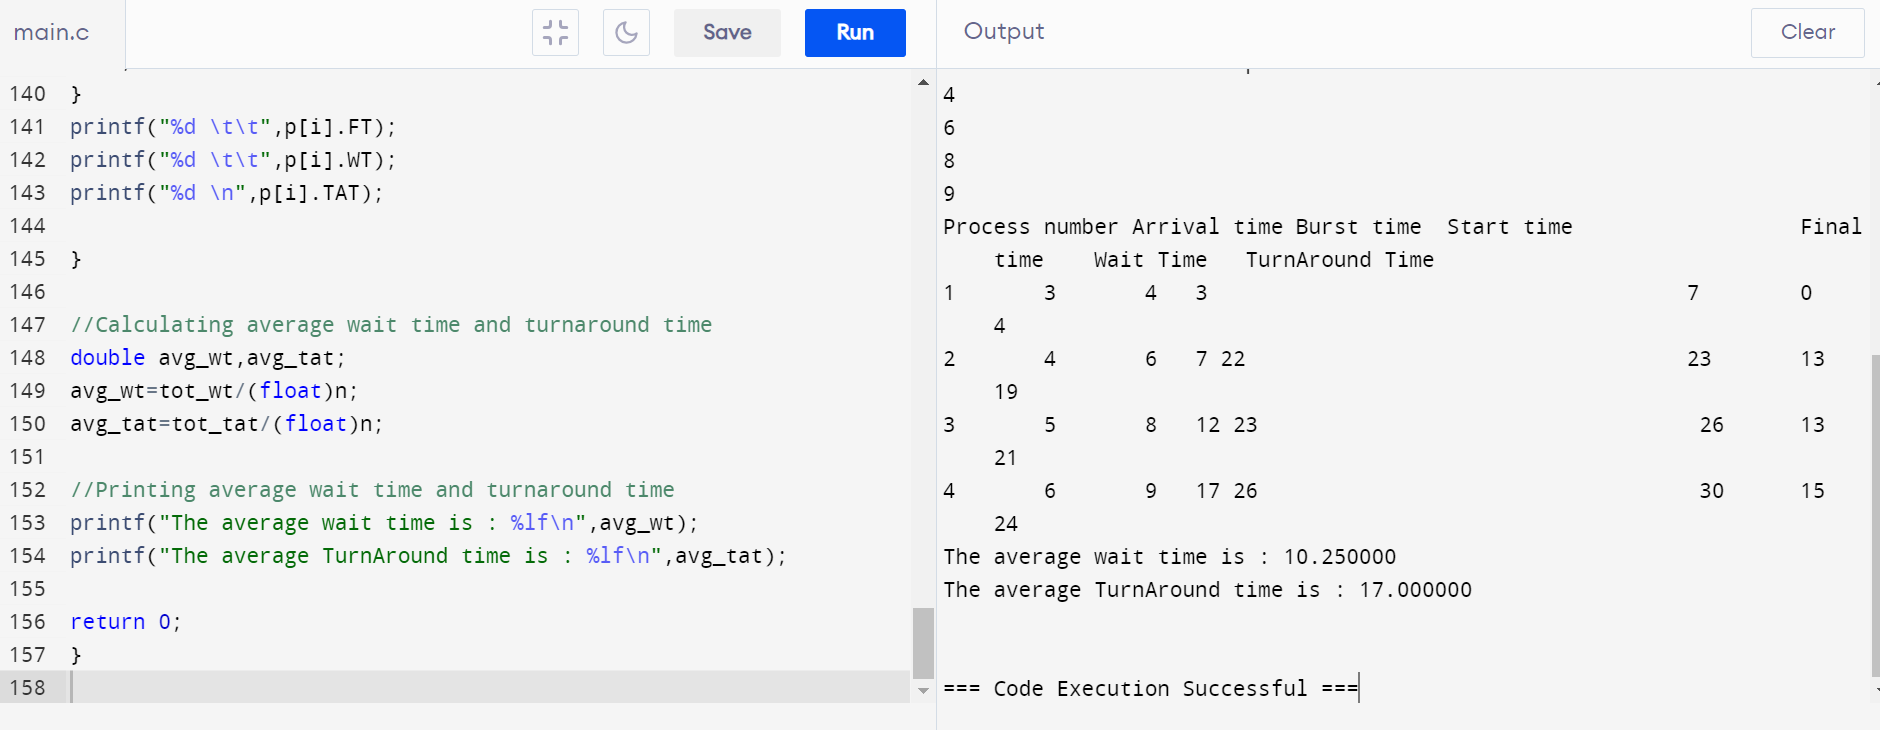 main.c
Save
Run
Output
Clear
140 }
141 printf("%d \t\t",p[i].FT);
142 printf("%d \t\t",p[i].WT);
143 printf("%d \n",p[i].TAT);
144
145 }
146
147 //Calculating average wait time and turnaround time
148 double avg_wt,avg_tat;
149 avg_wt=tot_wt/(float)n;
150 avg_tat=tot_tat/(float)n;
151
152 //Printing average wait time and turnaround time
153 printf("The average wait time is : %lf\n",avg_wt);
154 printf("The average TurnAround time is : %lf\n",avg_tat);
155
156 return 0;
157 }
158
4
6
8
9
Process number Arrival time Burst time  Start time                  Final
    time    Wait Time   TurnAround Time
1       3       4   3                                      7        0
    4
2       4       6   7 22                                   23       13
    19
3       5       8   12 23                                   26      13
    21
4       6       9   17 26                                   30      15
    24
The average wait time is : 10.250000
The average TurnAround time is : 17.000000
=== Code Execution Successful ===